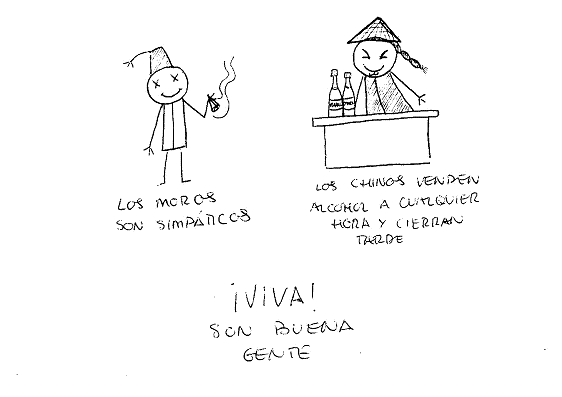 LOS MOROS
SON SIMPÁTICOS
LOS CHINOS VENDEN
ALCOHOL A CUALQUIER
HORA Y CIERRAN
TARDE
¡VIVA!
SON BUENA
GENTE